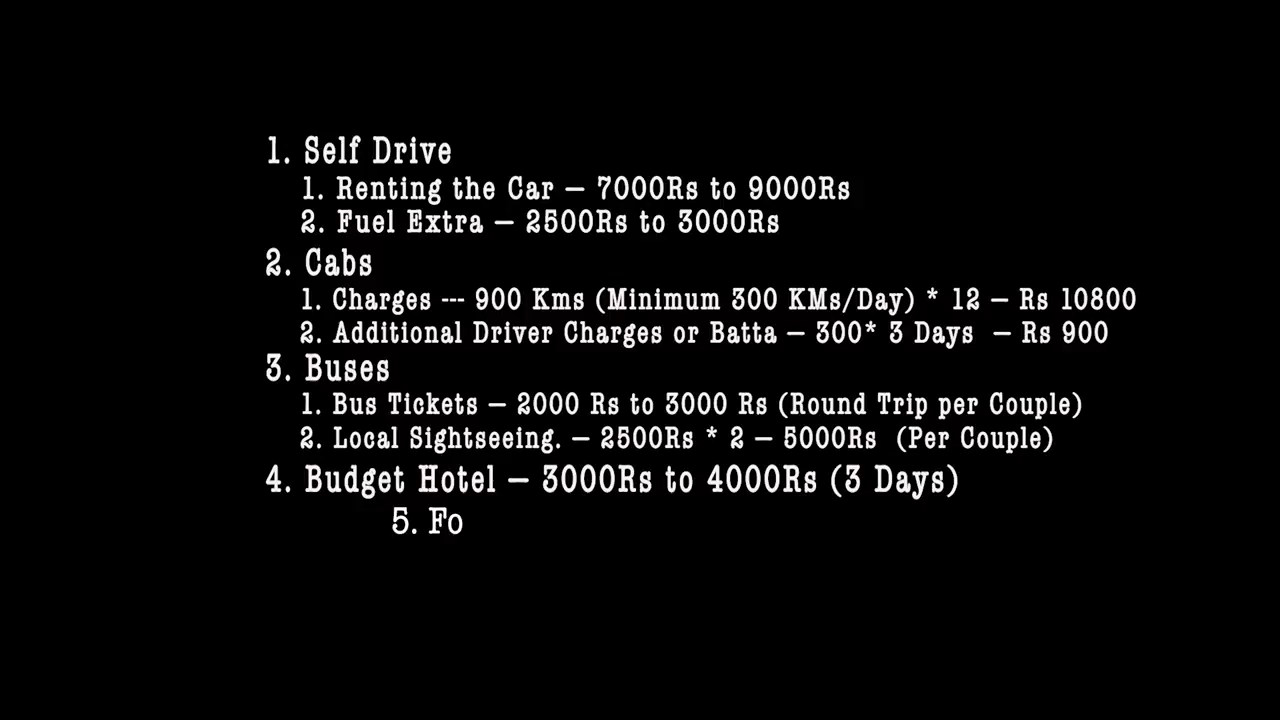 1. Self Drive
1. Renting the Car – 7000Rs to 9000Rs
2. Fuel Extra – 2500Rs to 3000Rs
2. Cabs
1. Charges --- 900 Kms (Minimum 300 KMs/Day) * 12 – Rs 10800
2. Additional Driver Charges or Batta – 300* 3 Days – Rs 900
3. Buses
1. Bus Tickets – 2000 Rs to 3000 Rs (Round Trip per Couple)
2. Local Sightseeing. – 2500Rs * 2 – 5000Rs (Per Couple)
4. Budget Hotel – 3000Rs to 4000Rs (3 Days)
5. Fo